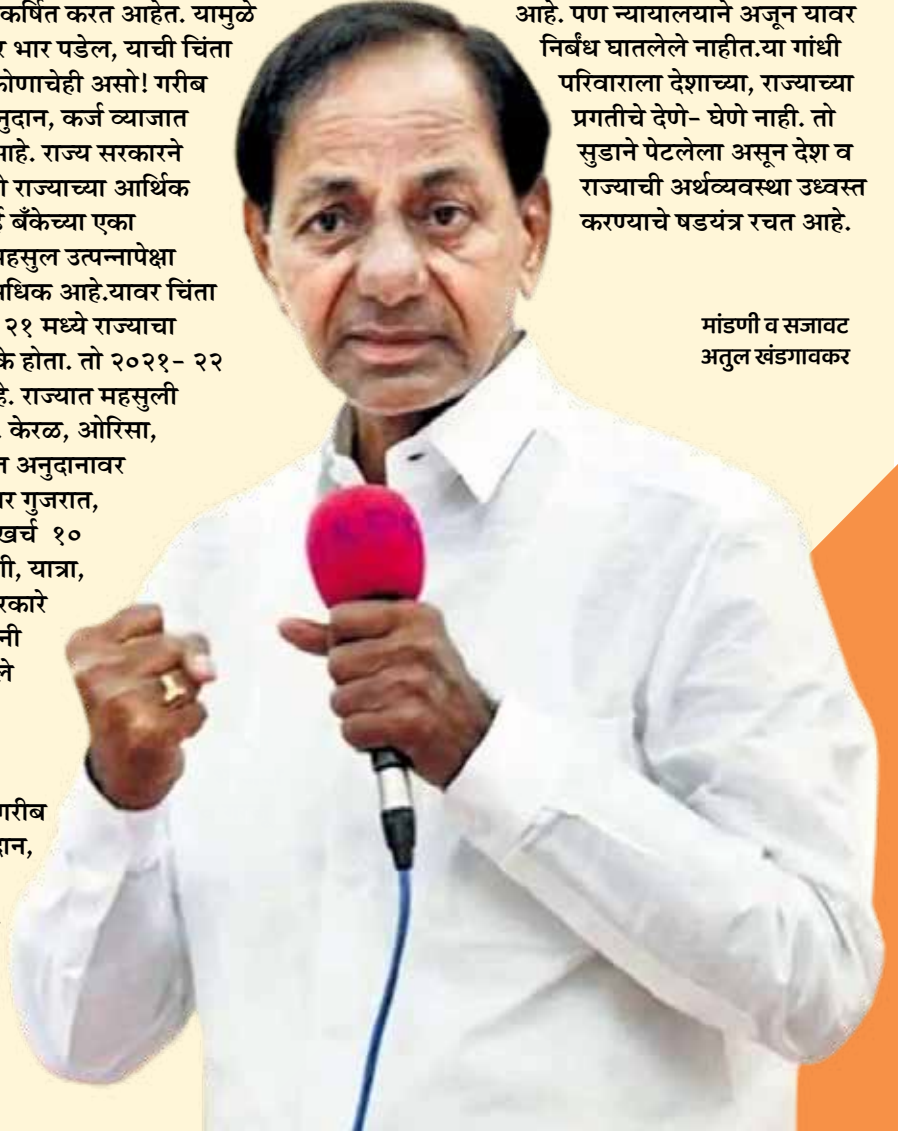 कर्षित करत आहेत. यामुळे
र भार पडेल, याची चिंता
कोणाचेही असो! गरीब
नुदान, कर्ज व्याजात
आहे. राज्य सरकारने
राज्याच्या आर्थिक
बँकेच्या एका
महसुल उत्पन्नापेक्षा
अधिक आहे.यावर चिंता
२१ मध्ये राज्याचा
के होता. तो २०२१- २२
हे. राज्यात महसुली
केरळ, ओरिसा,
त अनुदानावर
र गुजरात,
खर्च १०
गी, यात्रा,
रकारे
नी
ले
गरीब
दान,
आहे. पण न्यायालयाने अजून यावर
निर्बंध घातलेले नाहीत.या गांधी
परिवाराला देशाच्या, राज्याच्या
प्रगतीचे देणे- घेणे नाही. तो
सुडाने पेटलेला असून देश व
राज्याची अर्थव्यवस्था उध्वस्त
करण्याचे षडयंत्र रचत आहे.
मांडणी व सजावट
अतुल खंडगावकर